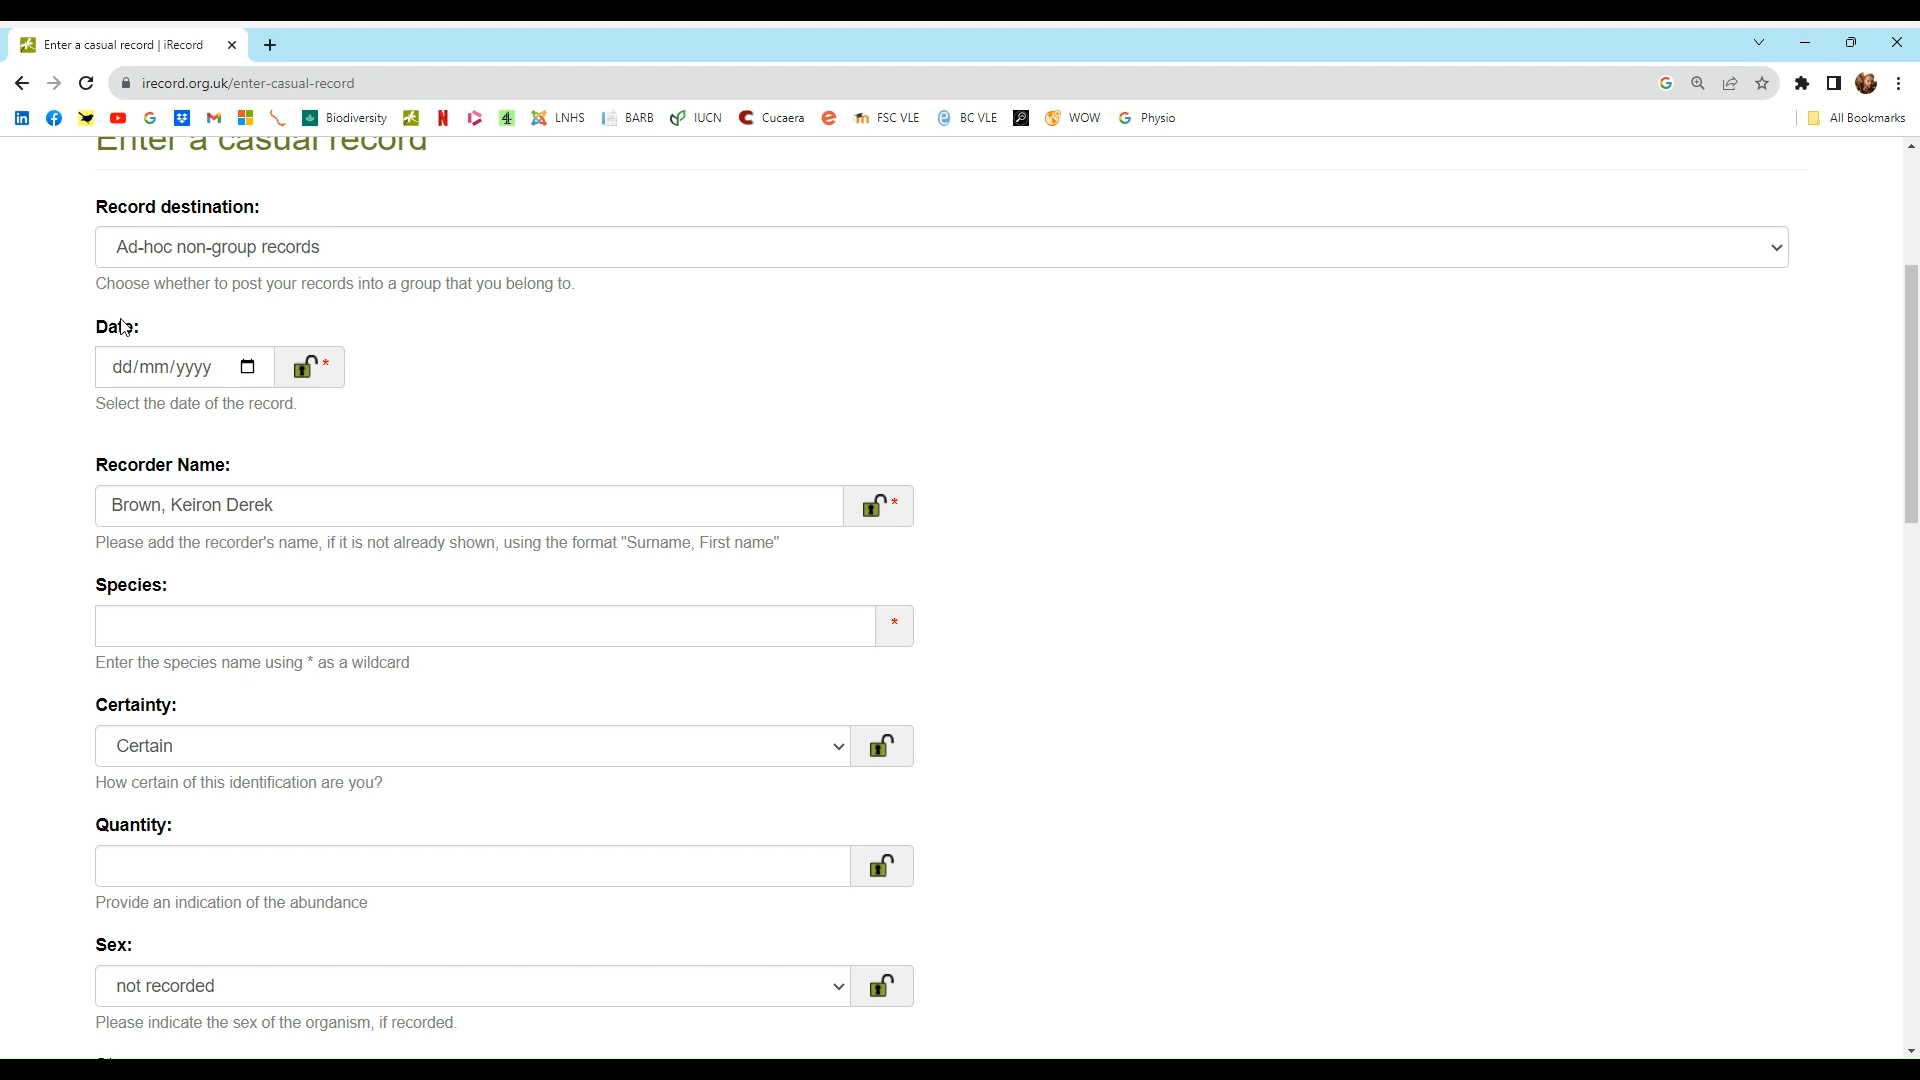 Enter a casual record | iRecord
irecord.org.uk/enter-casual-record
Biodiversity LNHS BARB IUCN Cucaera FSC VLE BC VLE WOW Physio All Bookmarks
Enter a casual record
Record destination:
Ad-hoc non-group records
Choose whether to post your records into a group that you belong to.
Date:
dd/mm/yyyy *
Select the date of the record.
Recorder Name:
Brown, Keiron Derek *
Please add the recorder's name, if it is not already shown, using the format "Surname, First name"
Species:
*
Enter the species name using * as a wildcard
Certainty:
Certain
How certain of this identification are you?
Quantity:
Provide an indication of the abundance
Sex:
not recorded
Please indicate the sex of the organism, if recorded.